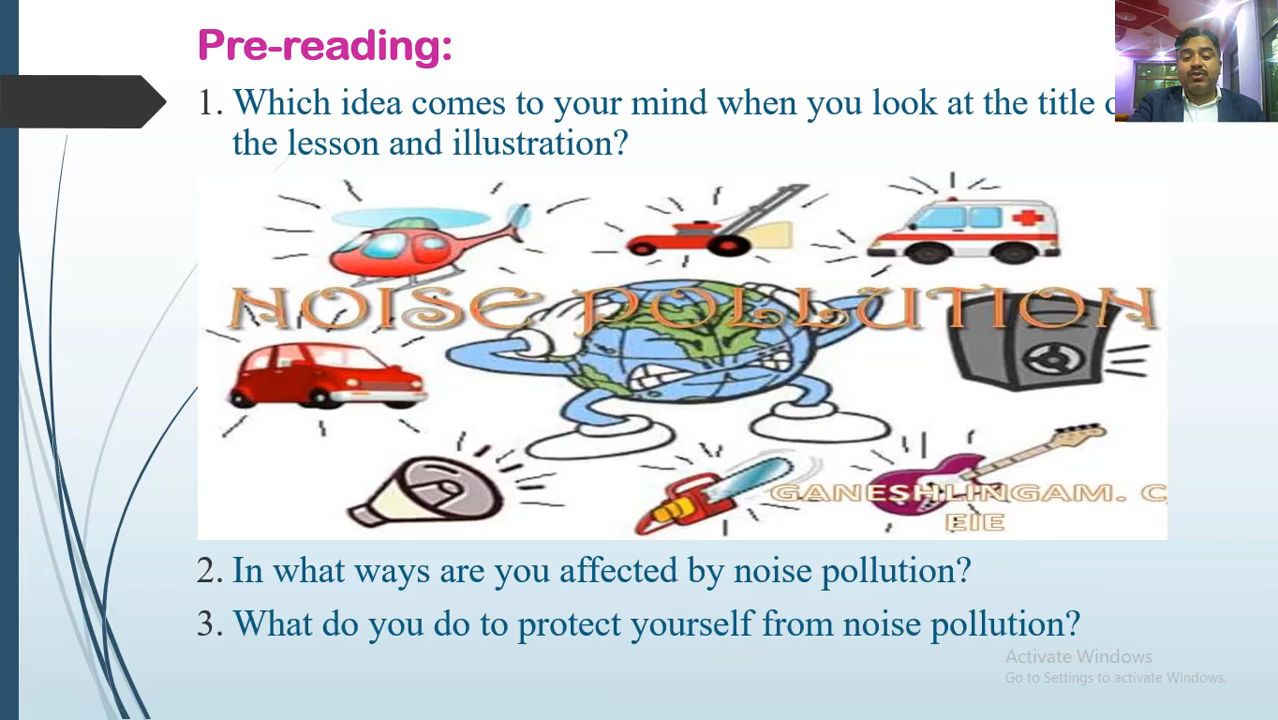 Pre-reading:
1. Which idea comes to your mind when you look at the title
the lesson and illustration?
NOISE POLLUTION
GANESHLINGAM. C
EIE
2. In what ways are you affected by noise pollution?
3. What do you do to protect yourself from noise pollution?
Activate Windows
Go to Settings to activate Windows.